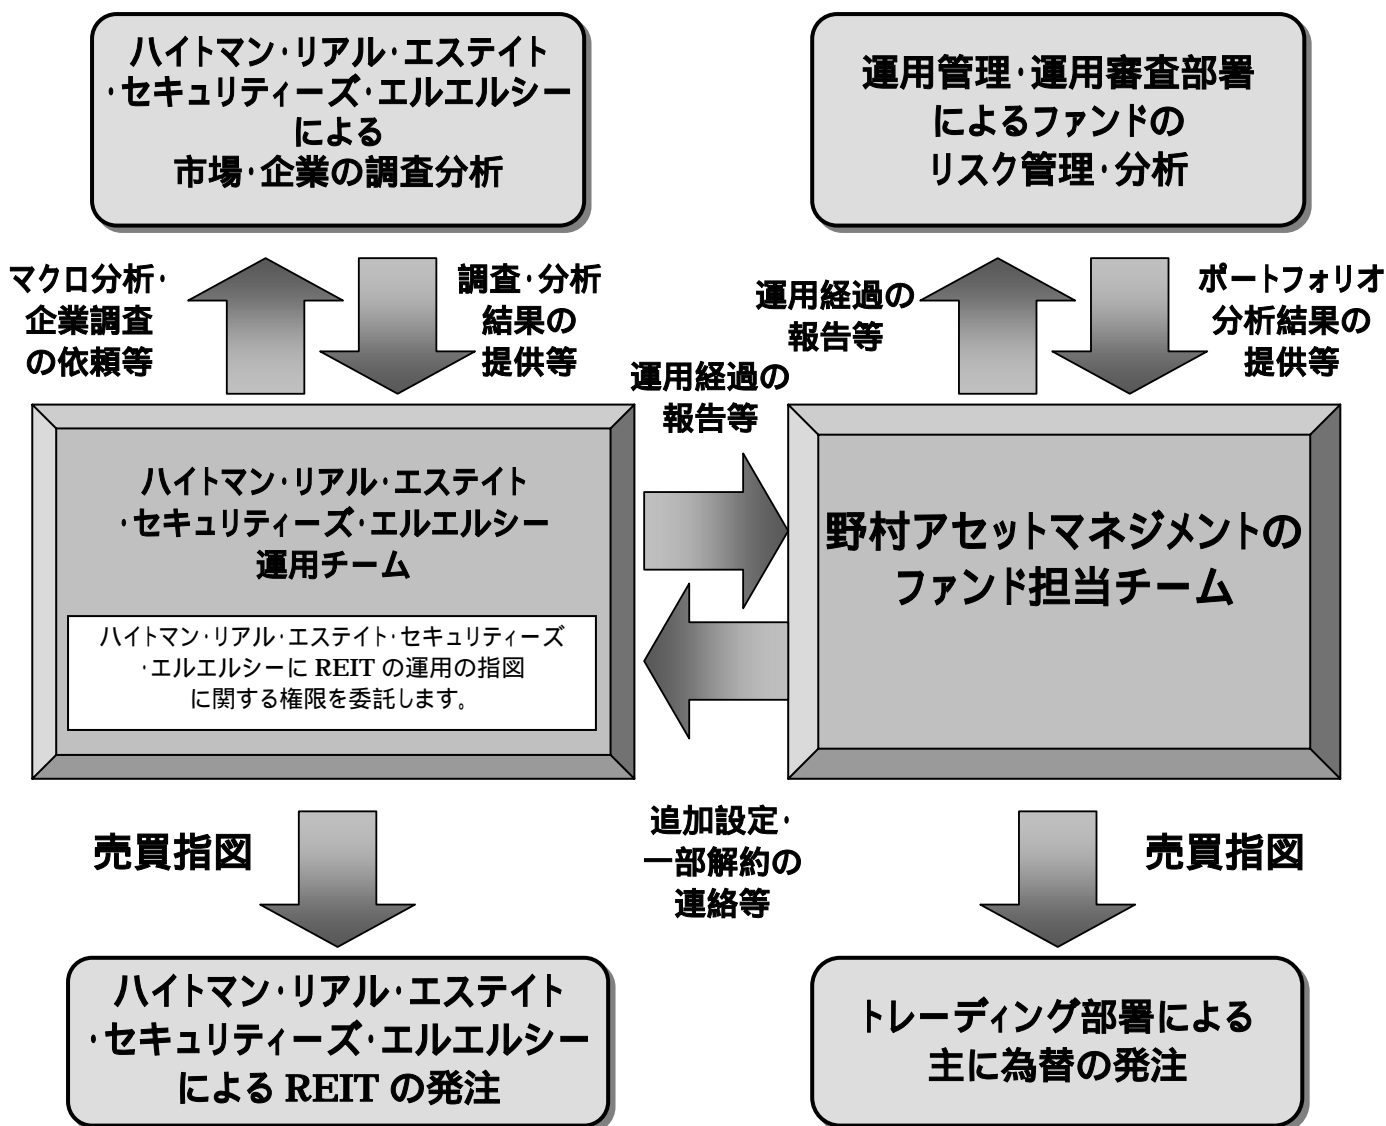 ハイトマン・リアル・エステイト
・セキュリティーズ・エルエルシー
による
市場・企業の調査分析
運用管理・運用審査部署
によるファンドの
リスク管理・分析
マクロ分析・
企業調査
の依頼等
調査・分析
結果の
提供等
運用経過の
報告等
ポートフォリオ
分析結果の
提供等
運用経過の
報告等
ハイトマン・リアル・エステイト
・セキュリティーズ・エルエルシー
運用チーム
ハイトマン・リアル・エステイト・セキュリティーズ
・エルエルシーに REIT の運用の指図
に関する権限を委託します。
野村アセットマネジメントの
ファンド担当チーム
売買指図
追加設定・
一部解約の
連絡等
売買指図
ハイトマン・リアル・エステイト
・セキュリティーズ・エルエルシー
による REIT の発注
トレーディング部署による
主に為替の発注